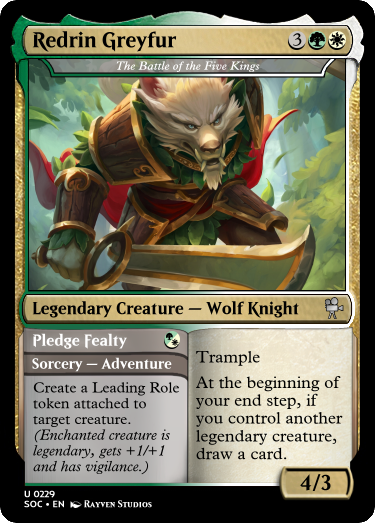 Redrin Greyfur 3
The Battle of the Five Kings
Legendary Creature — Wolf Knight
Pledge Fealty
Sorcery — Adventure
Create a Leading Role
token attached to
target creature.
(Enchanted creature is
legendary, gets +1/+1
and has vigilance.)
Trample
At the beginning of
your end step, if
you control another
legendary creature,
draw a card.
4/3
U 0229
SOC • EN Rayven Studios